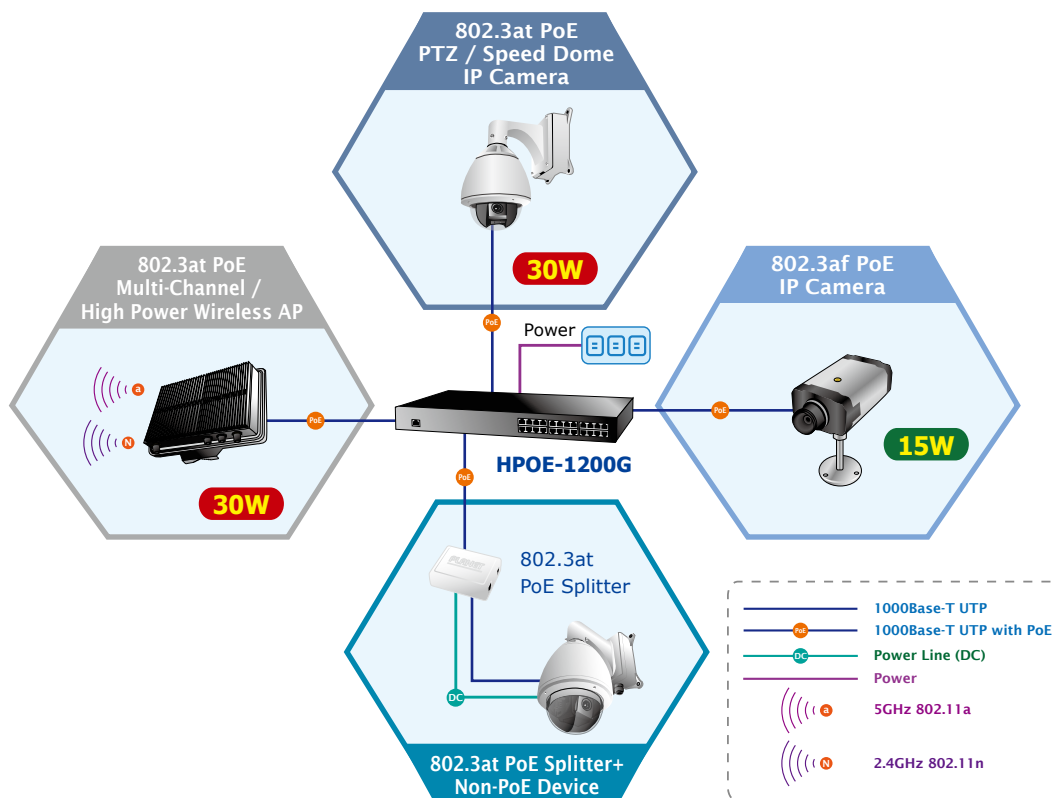 802.3at PoE
PTZ / Speed Dome
IP Camera
30W
802.3at PoE
Multi-Channel /
High Power Wireless AP
a
N
30W
802.3af PoE
IP Camera
15W
PoE
Power
PoE
PoE
HPOE-1200G
PoE
PLANET
802.3at
PoE Splitter
DC
802.3at PoE Splitter+
Non-PoE Device
1000Base-T UTP
PoE
1000Base-T UTP with PoE
DC
Power Line (DC)
Power
a
5GHz 802.11a
N
2.4GHz 802.11n